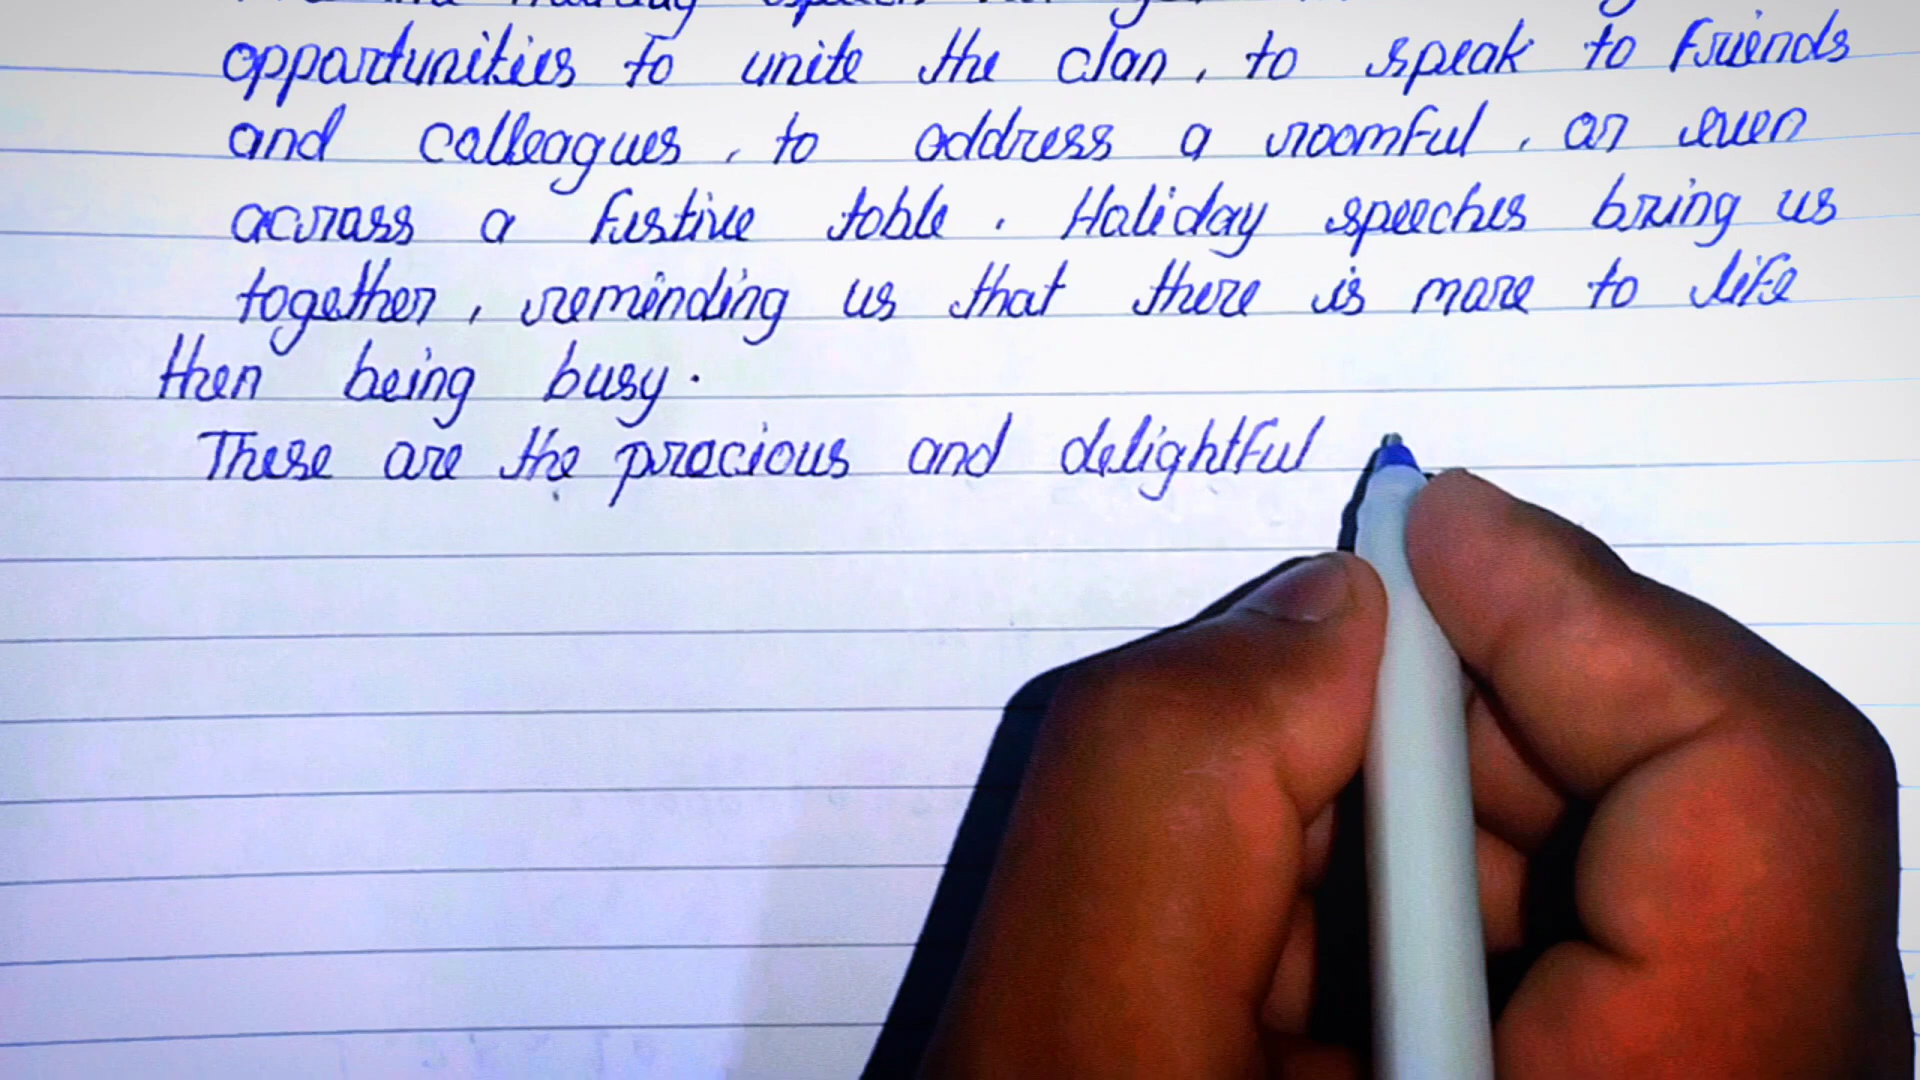 opportunities to unite the clan, to speak to friends
and colleagues, to address a roomful, or even
across a festive table. Holiday speeches bring us
together, reminding us that there is more to life
then being busy.
These are the precious and delightful